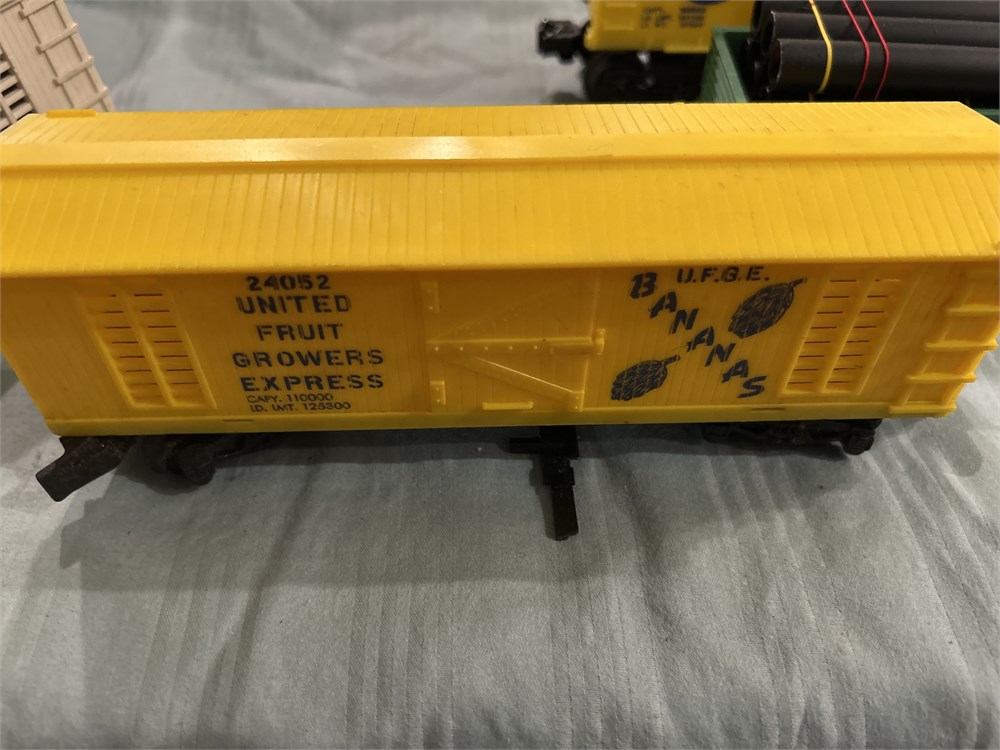 24052
UNITED
FRUIT
GROWERS
EXPRESS
CAPY. 110000
LD. LMT. 125300
U.F.G.E.
BANANAS